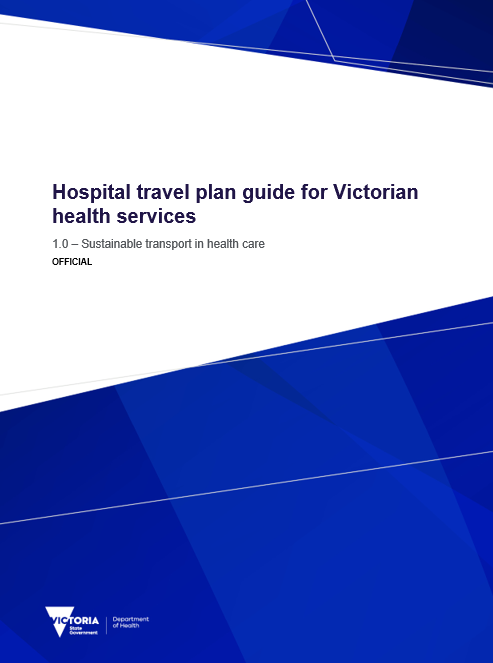 Hospital travel plan guide for Victorian
health services
1.0 – Sustainable transport in health care
OFFICIAL
VICTORIA
State
Government
Department
of Health